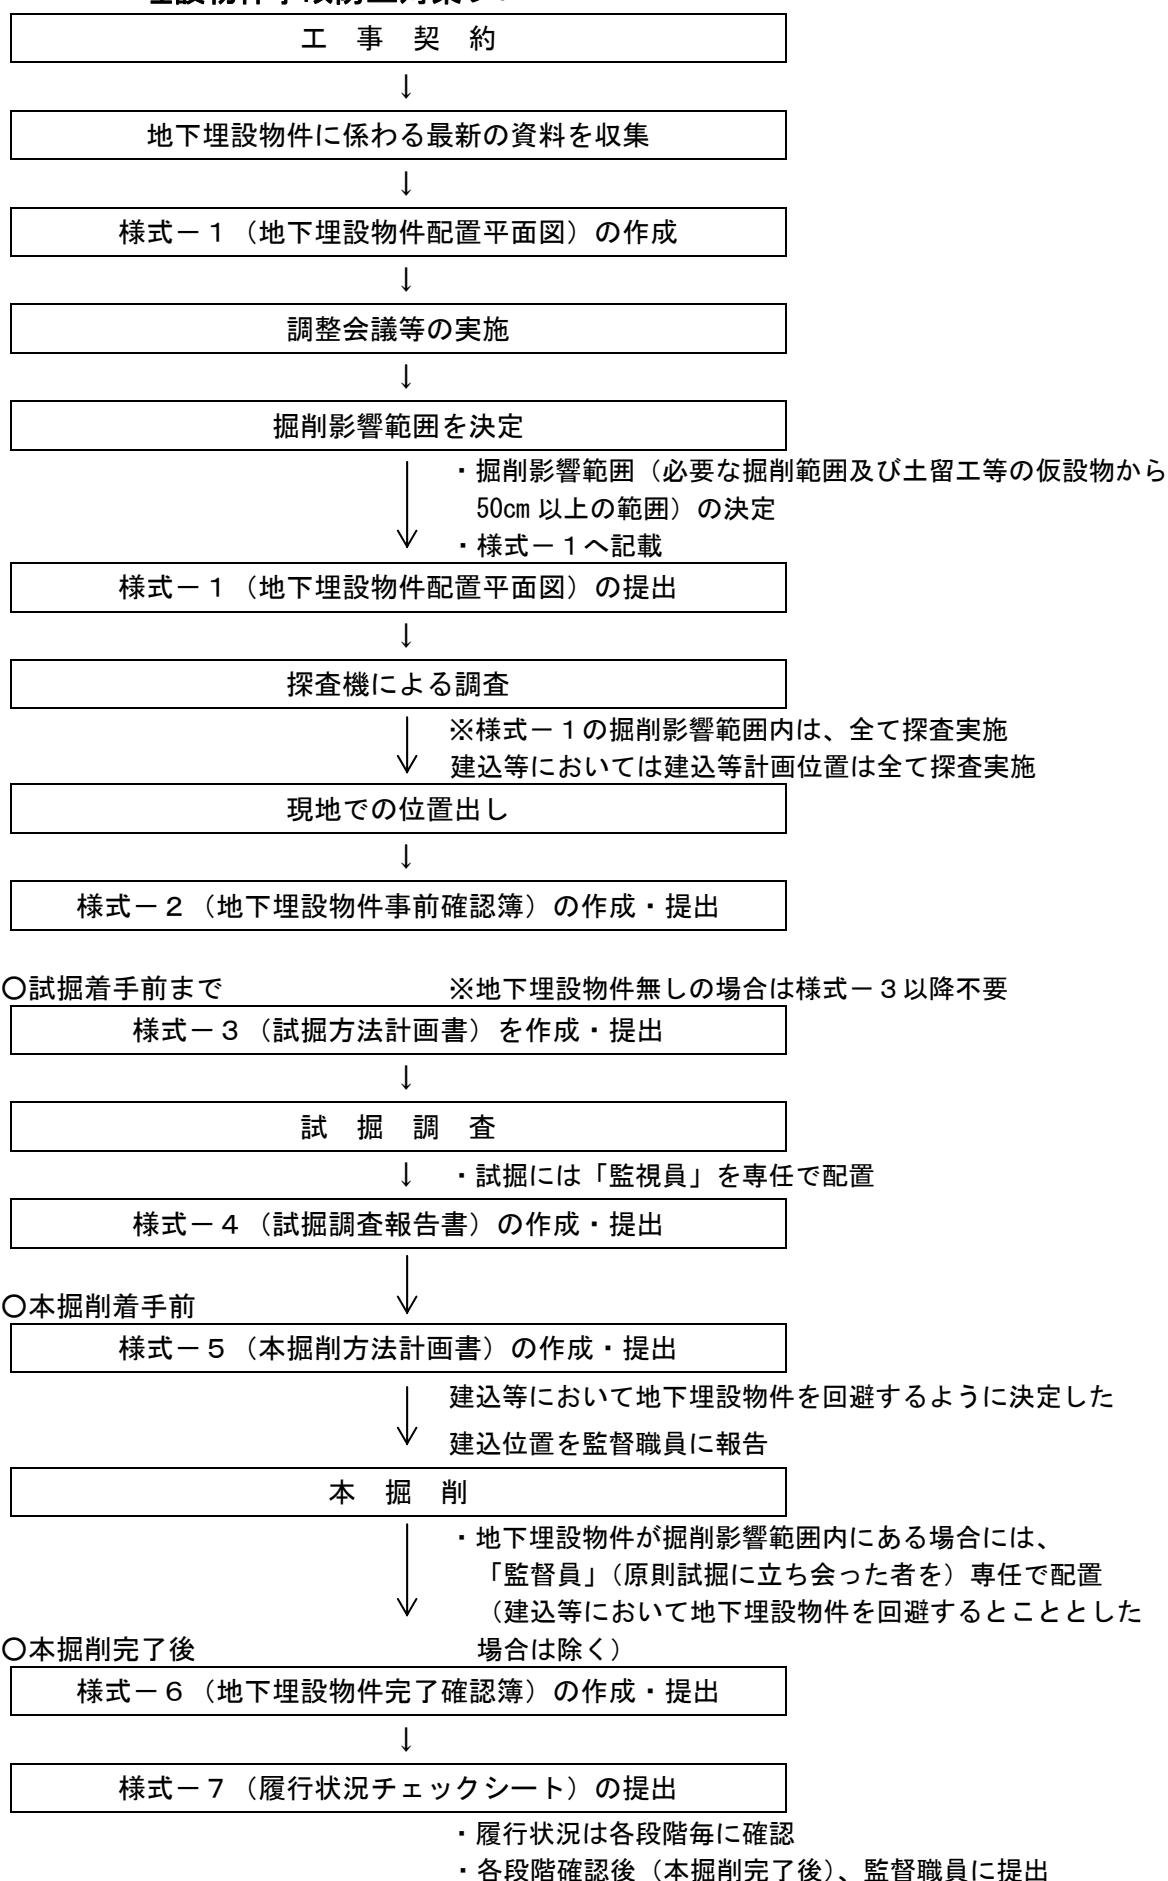 工　事　契　約
↓
地下埋設物件に係わる最新の資料を収集
↓
様式－１（地下埋設物件配置平面図）の作成
↓
調整会議等の実施
↓
掘削影響範囲を決定
・掘削影響範囲（必要な掘削範囲及び土留工等の仮設物から
50cm 以上の範囲）の決定
・様式－１へ記載
様式－１（地下埋設物件配置平面図）の提出
↓
探査機による調査
※様式－１の掘削影響範囲内は、全て探査実施
建込等においては建込等計画位置は全て探査実施
現地での位置出し
↓
様式－２（地下埋設物件事前確認簿）の作成・提出
〇試掘着手前まで　※地下埋設物件無しの場合は様式－３以降不要
様式－３（試掘方法計画書）を作成・提出
↓
試　掘　調　査
↓　・試掘には「監視員」を専任で配置
様式－４（試掘調査報告書）の作成・提出
〇本掘削着手前
様式－５（本掘削方法計画書）の作成・提出
建込等において地下埋設物件を回避するように決定した
建込位置を監督職員に報告
本　掘　削
・地下埋設物件が掘削影響範囲内にある場合には、
「監督員」（原則試掘に立ち会った者を）専任で配置
（建込等において地下埋設物件を回避するとこととした
〇本掘削完了後　場合は除く）
様式－６（地下埋設物件完了確認簿）の作成・提出
↓
様式－７（履行状況チェックシート）の提出
・履行状況は各段階毎に確認
・各段階確認後（本掘削完了後）、監督職員に提出